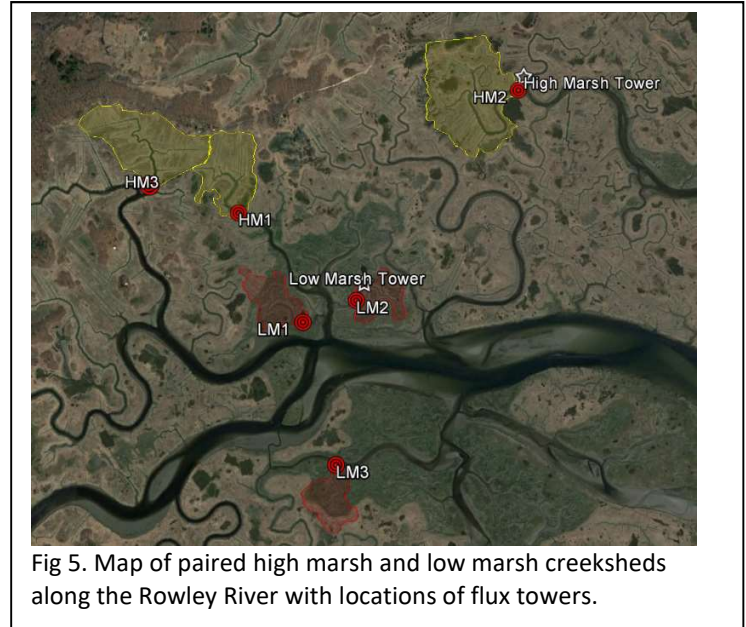 High Marsh Tower
HM2
HM3
HM1
Low Marsh Tower
LM2
LM1
LM3
Fig 5. Map of paired high marsh and low marsh creeksheds
along the Rowley River with locations of flux towers.